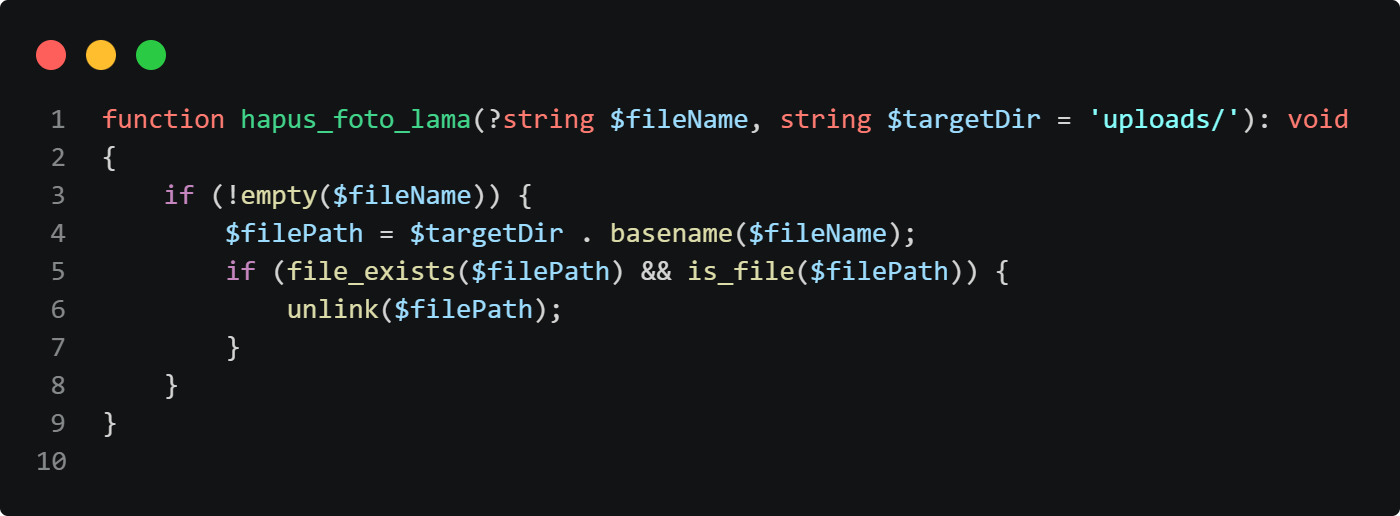 1 function hapus_foto_lama(?string $fileName, string $targetDir = 'uploads/'): void
2 {
3     if (!empty($fileName)) {
4         $filePath = $targetDir . basename($fileName);
5         if (file_exists($filePath) && is_file($filePath)) {
6             unlink($filePath);
7         }
8     }
9 }
10